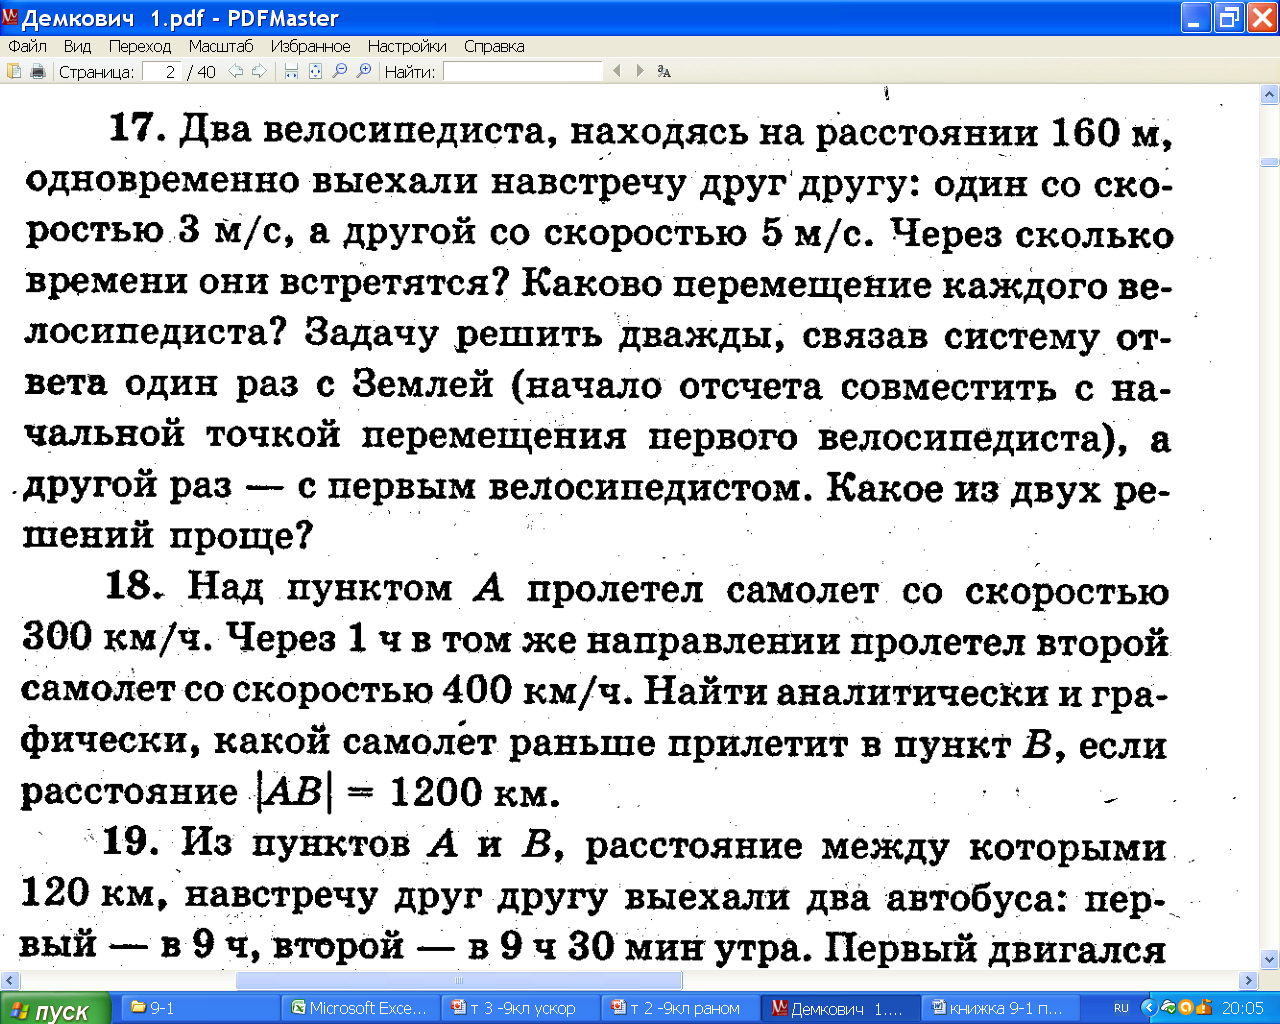 Демкович 1.pdf - PDFMaster
Файл Вид Переход Масштаб Избранное Настройки Справка
Страница: 2 / 40 Найти:
17. Два велосипедиста, находясь на расстоянии 160 м,
одновременно выехали навстречу друг другу: один со ско-
ростью 3 м/с, а другой со скоростью 5 м/с. Через сколько
времени они встретятся? Каково перемещение каждого ве-
лосипедиста? Задачу решить дважды, связав систему от-
вета один раз с Землей (начало отсчета совместить с на-
чальной точкой перемещения первого велосипедиста), а
другой раз — с первым велосипедистом. Какое из двух ре-
шений проще?
18. Над пунктом A пролетел самолет со скоростью
300 км/ч. Через 1 ч в том же направлении пролетел второй
самолет со скоростью 400 км/ч. Найти аналитически и гра-
фически, какой самолет раньше прилетит в пункт B, если
расстояние |AB| = 1200 км.
19. Из пунктов A и B, расстояние между которыми
120 км, навстречу друг другу выехали два автобуса: пер-
вый — в 9 ч, второй — в 9 ч 30 мин утра. Первый двигался
пуск 9-1 Microsoft Exce... т 3 -9кл ускор т 2 -9кл раном Демкович 1.... книжка 9-1 п... RU 20:05